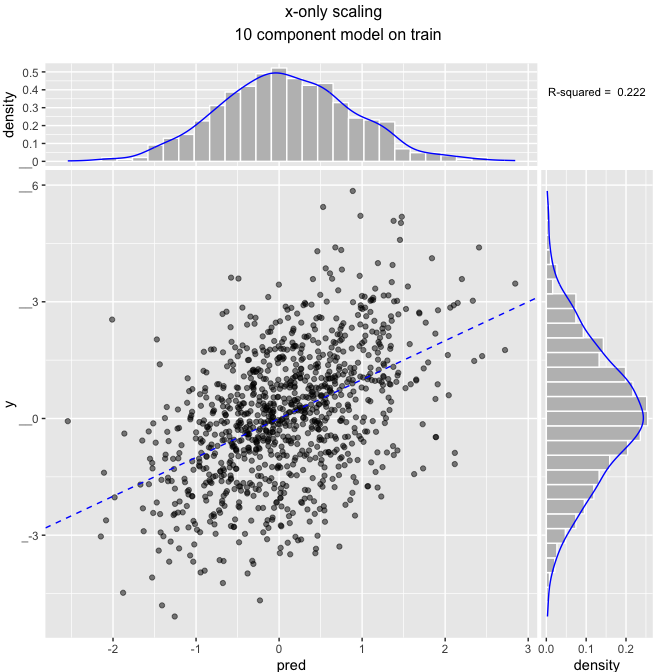 x-only scaling
10 component model on train
density
0.5
0.4
0.3
0.2
0.1
0
R-squared = 0.222
y
6
3
0
-3
-2
-1
0
1
2
3
pred
0.0
0.1
0.2
density